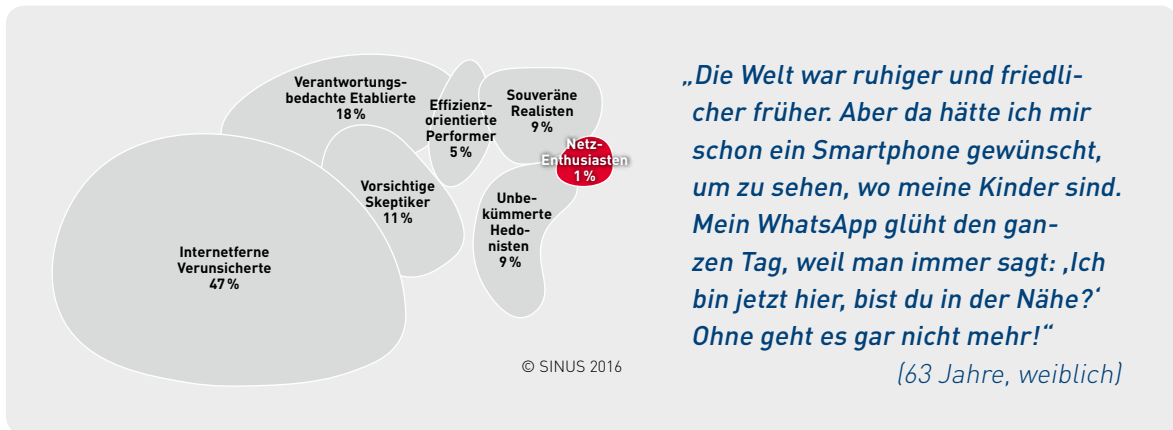 Verantwortungs-
bedachte Etablierte
18 %
Effizienz-
orientierte
Performer
5 %
Souveräne
Realisten
9 %
Netz-
Enthusiasten
1 %
Vorsichtige
Skeptiker
11 %
Unbe-
kümmerte
Hedo-
nisten
9 %
Internetferne
Verunsicherte
47 %
© SINUS 2016
„Die Welt war ruhiger und friedli-
cher früher. Aber da hätte ich mir
schon ein Smartphone gewünscht,
um zu sehen, wo meine Kinder sind.
Mein WhatsApp glüht den gan-
zen Tag, weil man immer sagt: ‚Ich
bin jetzt hier, bist du in der Nähe?‘
Ohne geht es gar nicht mehr!“
(63 Jahre, weiblich)